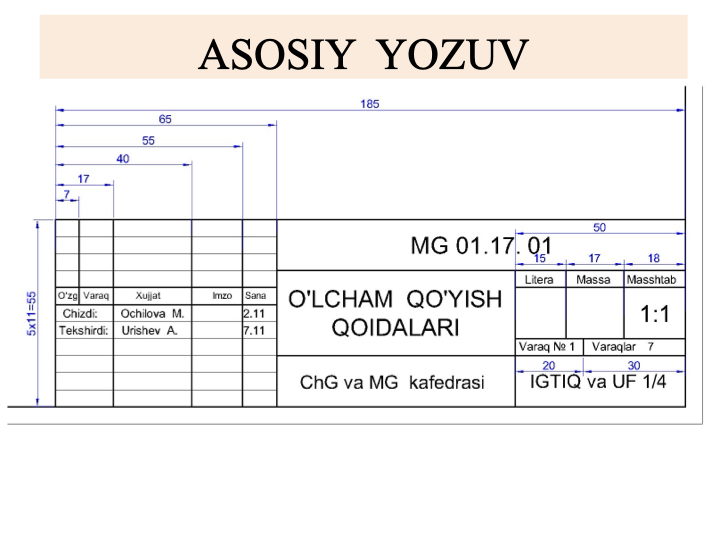 ASOSIY YOZUV
185
65
55
40
17
7
50
MG 01.17. 01
15 17 18
Litera Massa Masshtab
5x11=55
O'zg Varaq Xujjat Imzo Sana
O'LCHAM QO'YISH
QOIDALARI
1:1
Chizdi: Ochilova M. 2.11
Tekshirdi: Urishev A. 7.11
Varaq № 1 Varaqlar 7
20 30
ChG va MG kafedrasi
IGTIQ va UF 1/4